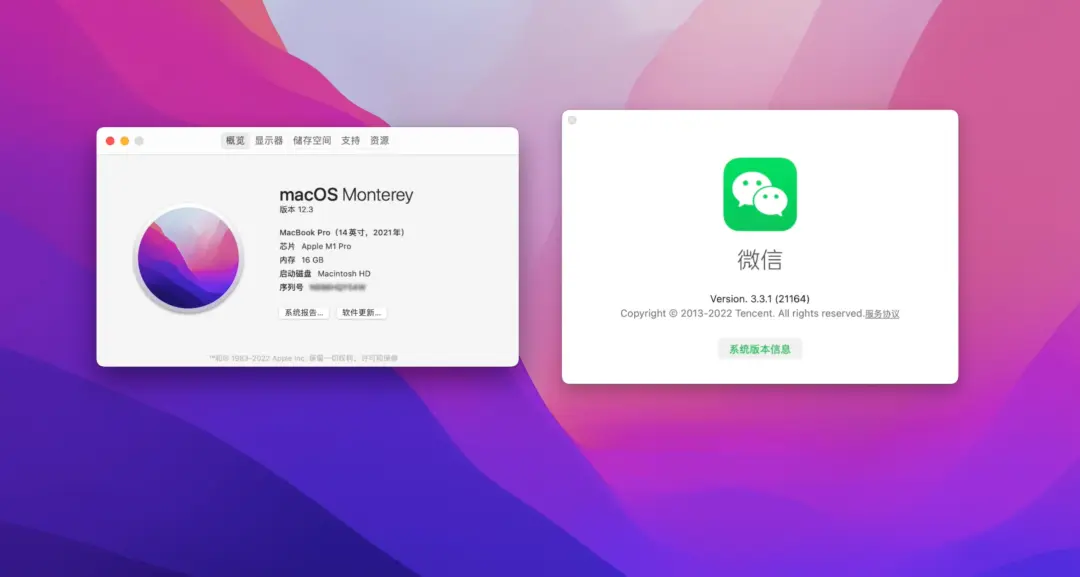 概览 显示器 储存空间 支持 资源
macOS Monterey
版本 12.3
MacBook Pro（14英寸，2021年）
芯片 Apple M1 Pro
内存 16 GB
启动磁盘 Macintosh HD
序列号
系统报告... 软件更新...
™和© 1983-2022 Apple Inc. 保留一切权利。许可和保修
微信
Version. 3.3.1 (21164)
Copyright © 2013-2022 Tencent. All rights reserved.服务协议
系统版本信息